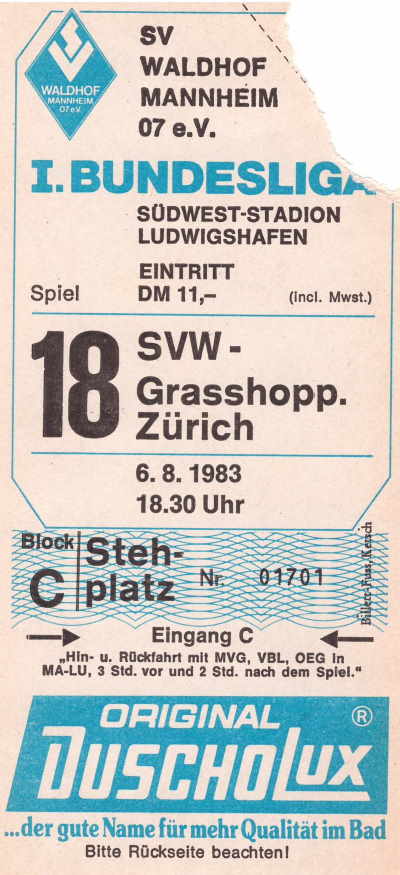 WALDHOF
MANNHEIM
07 e.V.
SV
WALDHOF
MANNHEIM
07 e.V.
I. BUNDESLIGA
SÜDWEST-STADION
LUDWIGSHAFEN
EINTRITT
Spiel DM 11,– (incl. Mwst.)
18 SVW -
Grasshopp.
Zürich
6. 8. 1983
18.30 Uhr
Block C
Steh-
platz Nr. 01701
Billett-Fuss/Kersch
Eingang C
„Hin- u. Rückfahrt mit MVG, VBL, OEG in
MA-LU, 3 Std. vor und 2 Std. nach dem Spiel."
ORIGINAL ®
DUSCHOLUX
...der gute Name für mehr Qualität im Bad
Bitte Rückseite beachten!